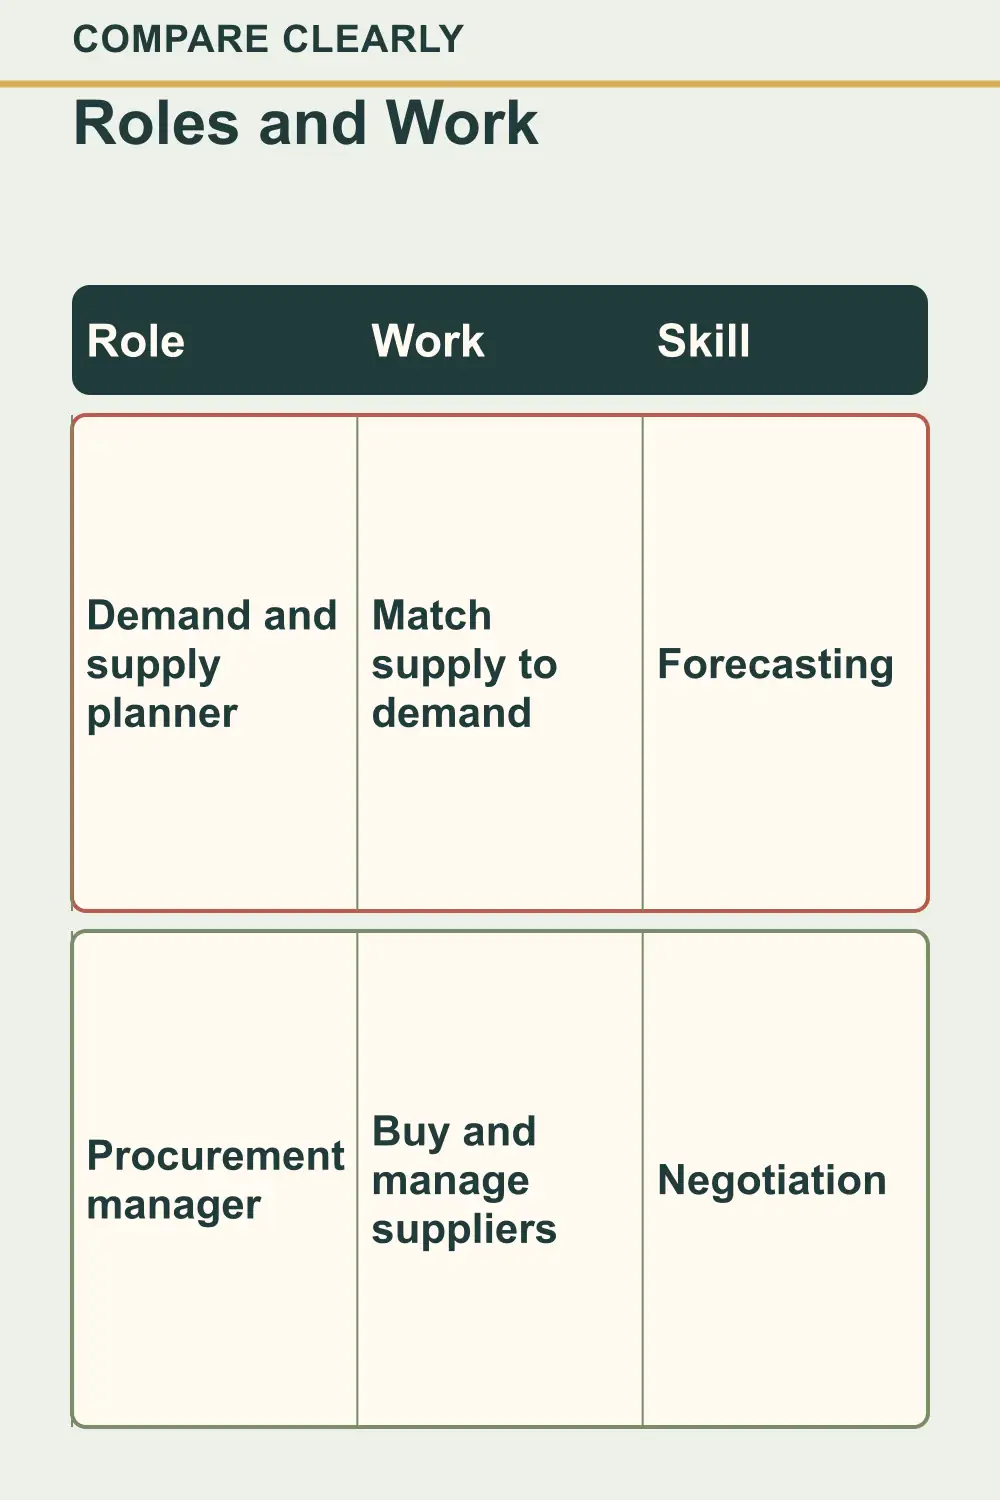 COMPARE CLEARLY
Roles and Work
Role Work Skill
Demand and
supply
planner
Match
supply to
demand
Forecasting
Procurement
manager
Buy and
manage
suppliers
Negotiation